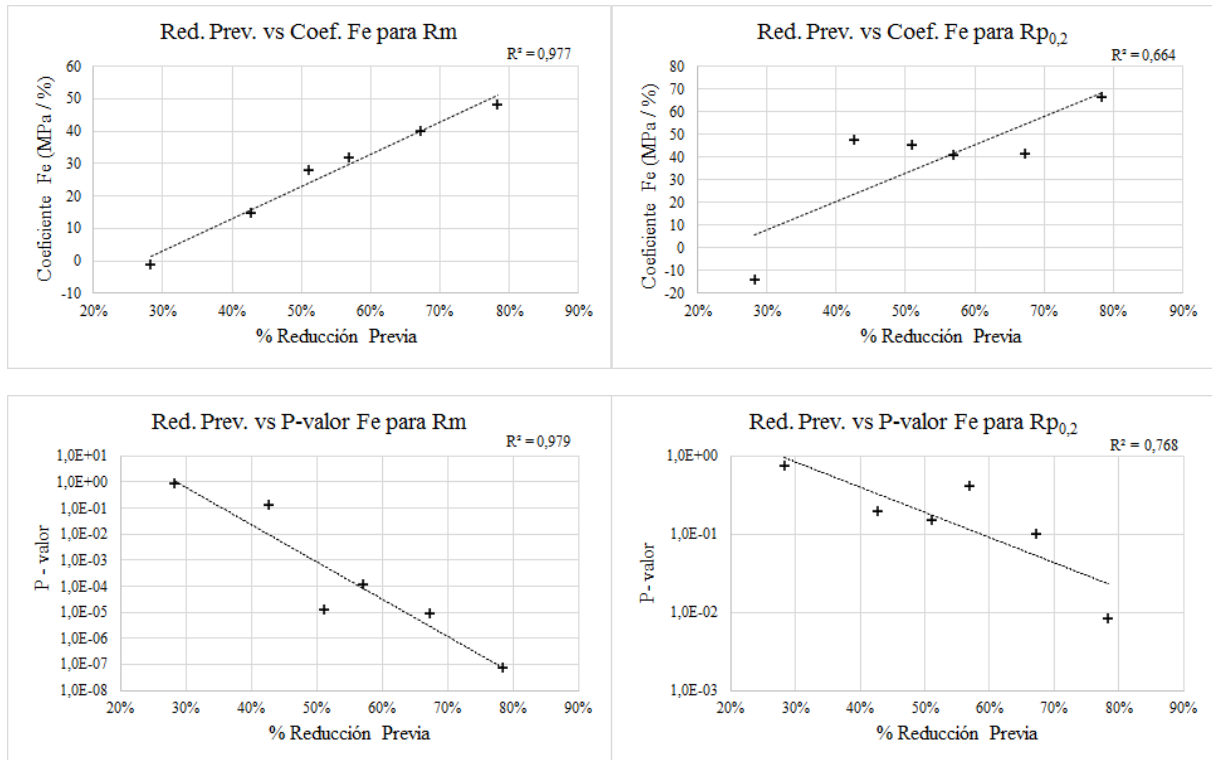 Red. Prev. vs Coef. Fe para Rm
R² = 0,977
Coeficiente Fe (MPa / %)
60
50
40
30
20
10
0
-10
20% 30% 40% 50% 60% 70% 80% 90%
% Reducción Previa
Red. Prev. vs Coef. Fe para Rp0,2
R² = 0,664
Coeficiente Fe (MPa / %)
80
70
60
50
40
30
20
10
0
-10
-20
20% 30% 40% 50% 60% 70% 80% 90%
% Reducción Previa
Red. Prev. vs P-valor Fe para Rm
R² = 0,979
P - valor
1,0E+01
1,0E+00
1,0E-01
1,0E-02
1,0E-03
1,0E-04
1,0E-05
1,0E-06
1,0E-07
1,0E-08
20% 30% 40% 50% 60% 70% 80% 90%
% Reducción Previa
Red. Prev. vs P-valor Fe para Rp0,2
R² = 0,768
P - valor
1,0E+00
1,0E-01
1,0E-02
1,0E-03
20% 30% 40% 50% 60% 70% 80% 90%
% Reducción Previa